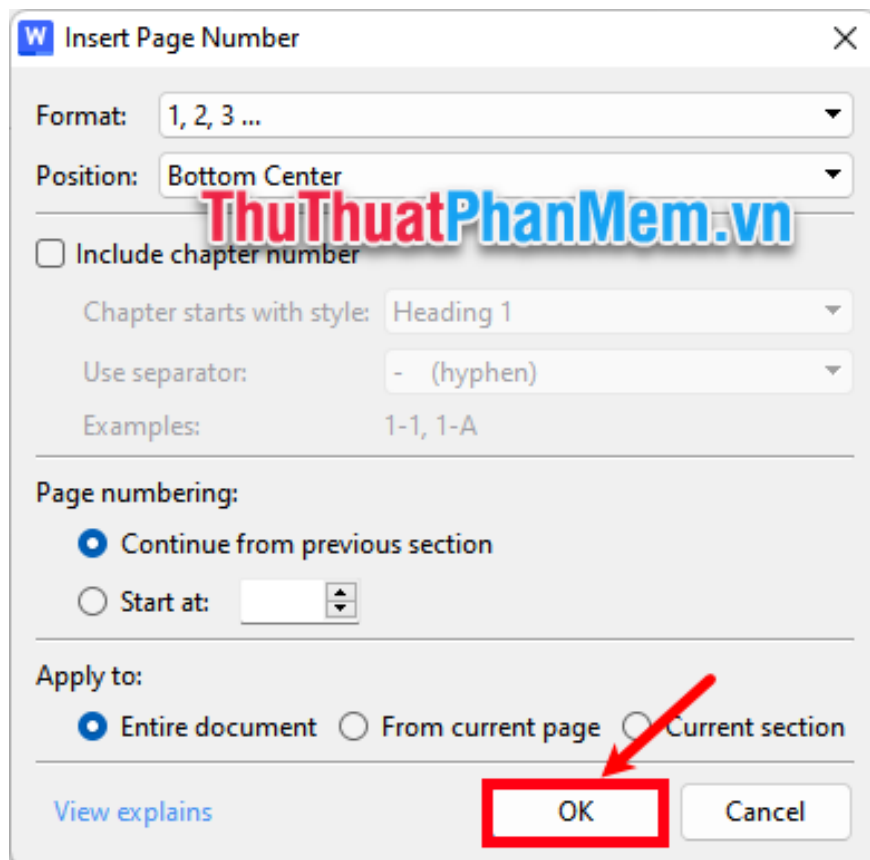 W Insert Page Number
Format: 1, 2, 3 ...
Position: Bottom Center
ThuThuatPhanMem.vn
Include chapter number
Chapter starts with style: Heading 1
Use separator: - (hyphen)
Examples: 1-1, 1-A
Page numbering:
Continue from previous section
Start at:
Apply to:
Entire document From current page Current section
View explains OK Cancel